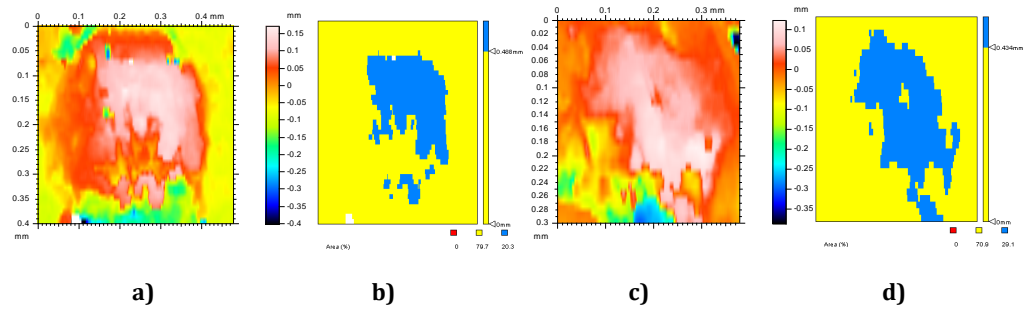 0 0.1 0.2 0.3 0.4 mm
mm
0 0.05 0.1 0.15 0.2 0.25 0.3 0.35 0.4
mm
mm
0.15 0.1 0.05 0 -0.05 -0.1 -0.15 -0.2 -0.25 -0.3 -0.35 -0.4
0.488mm
0mm
Area (%) 0 79.7 20.3
0 0.1 0.2 0.3 mm
0 0.02 0.04 0.06 0.08 0.1 0.12 0.14 0.16 0.18 0.2 0.22 0.24 0.26 0.28 0.3
mm
mm
0.1 0.05 0 -0.05 -0.1 -0.15 -0.2 -0.25 -0.3 -0.35
0.434mm
0mm
Area (%) 0 70.9 29.1
a) b) c) d)